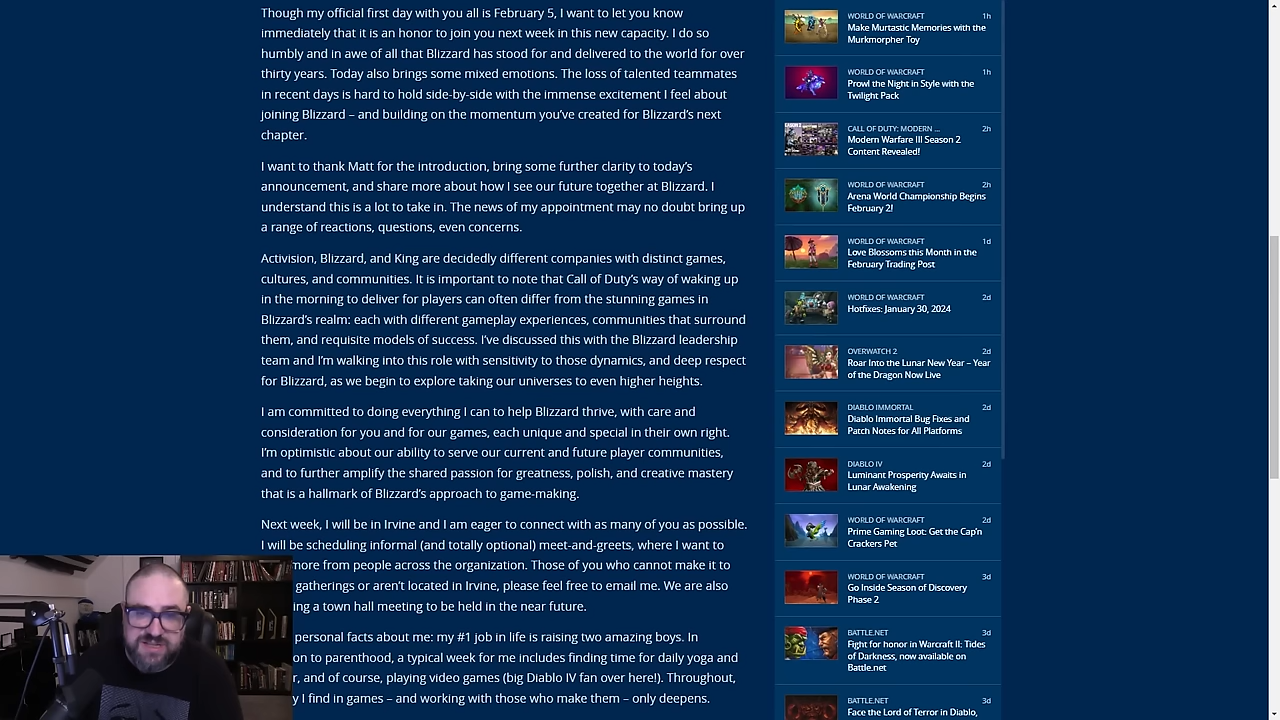 Though my official first day with you all is February 5, I want to let you know
immediately that it is an honor to join you next week in this new capacity. I do so
humbly and in awe of all that Blizzard has stood for and delivered to the world for over
thirty years. Today also brings some mixed emotions. The loss of talented teammates
in recent days is hard to hold side-by-side with the immense excitement I feel about
joining Blizzard – and building on the momentum you've created for Blizzard's next
chapter.
I want to thank Matt for the introduction, bring some further clarity to today's
announcement, and share more about how I see our future together at Blizzard. I
understand this is a lot to take in. The news of my appointment may no doubt bring up
a range of reactions, questions, even concerns.
Activision, Blizzard, and King are decidedly different companies with distinct games,
cultures, and communities. It is important to note that Call of Duty's way of waking up
in the morning to deliver for players can often differ from the stunning games in
Blizzard's realm: each with different gameplay experiences, communities that surround
them, and requisite models of success. I've discussed this with the Blizzard leadership
team and I'm walking into this role with sensitivity to those dynamics, and deep respect
for Blizzard, as we begin to explore taking our universes to even higher heights.
I am committed to doing everything I can to help Blizzard thrive, with care and
consideration for you and for our games, each unique and special in their own right.
I'm optimistic about our ability to serve our current and future player communities,
and to further amplify the shared passion for greatness, polish, and creative mastery
that is a hallmark of Blizzard's approach to game-making.
Next week, I will be in Irvine and I am eager to connect with as many of you as possible.
I will be scheduling informal (and totally optional) meet-and-greets, where I want to
more from people across the organization. Those of you who cannot make it to
gatherings or aren't located in Irvine, please feel free to email me. We are also
ing a town hall meeting to be held in the near future.
personal facts about me: my #1 job in life is raising two amazing boys. In
on to parenthood, a typical week for me includes finding time for daily yoga and
r, and of course, playing video games (big Diablo IV fan over here!). Throughout,
y I find in games – and working with those who make them – only deepens.
WORLD OF WARCRAFT 1h
Make Murtastic Memories with the
Murkmorpher Toy
WORLD OF WARCRAFT 1h
Prowl the Night in Style with the
Twilight Pack
CALL OF DUTY: MODERN ... 2h
Modern Warfare III Season 2
Content Revealed!
WORLD OF WARCRAFT 2h
Arena World Championship Begins
February 2!
WORLD OF WARCRAFT 1d
Love Blossoms this Month in the
February Trading Post
WORLD OF WARCRAFT 2d
Hotfixes: January 30, 2024
OVERWATCH 2 2d
Roar Into the Lunar New Year – Year
of the Dragon Now Live
DIABLO IMMORTAL 2d
Diablo Immortal Bug Fixes and
Patch Notes for All Platforms
DIABLO IV 2d
Luminant Prosperity Awaits in
Lunar Awakening
WORLD OF WARCRAFT 2d
Prime Gaming Loot: Get the Cap'n
Crackers Pet
WORLD OF WARCRAFT 3d
Go Inside Season of Discovery
Phase 2
BATTLE.NET 3d
Fight for honor in Warcraft II: Tides
of Darkness, now available on
Battle.net
BATTLE.NET 3d
Face the Lord of Terror in Diablo,